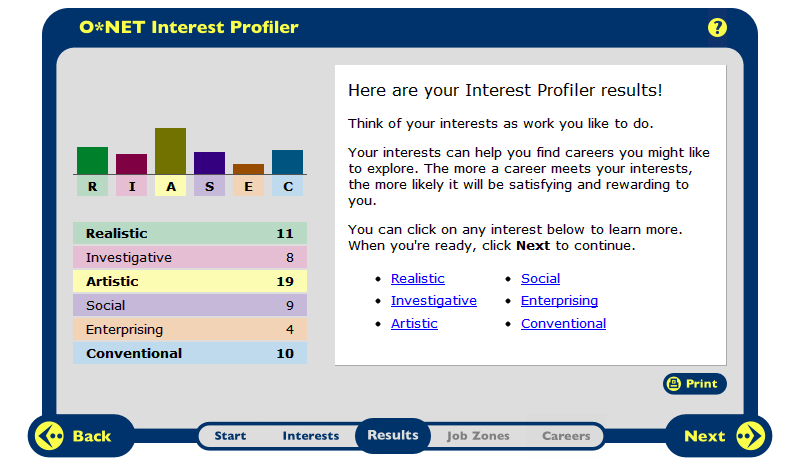 O*NET Interest Profiler
?
R I A S E C
Realistic 11
Investigative 8
Artistic 19
Social 9
Enterprising 4
Conventional 10
Here are your Interest Profiler results!
Think of your interests as work you like to do.
Your interests can help you find careers you might like
to explore. The more a career meets your interests,
the more likely it will be satisfying and rewarding to
you.
You can click on any interest below to learn more.
When you're ready, click Next to continue.
• Realistic
• Investigative
• Artistic
• Social
• Enterprising
• Conventional
Print
Back
Start Interests Results Job Zones Careers
Next